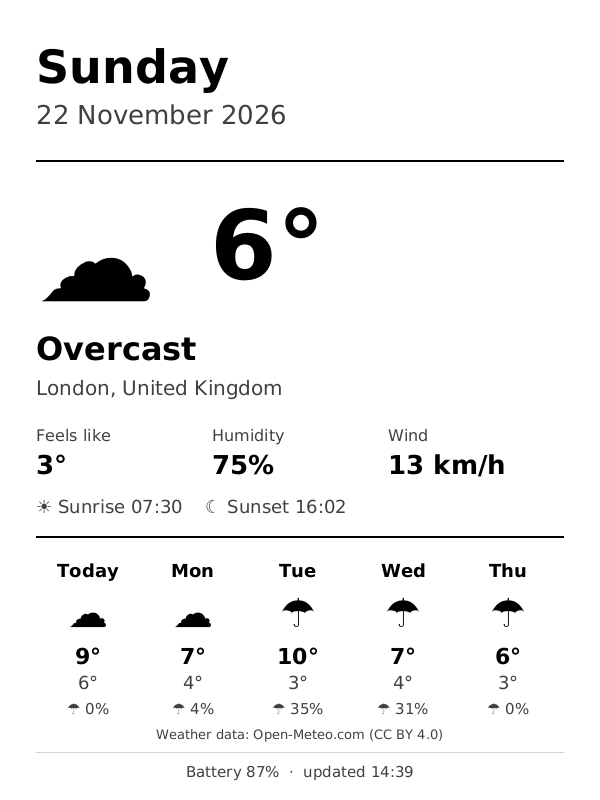 Sunday
22 November 2026
6°
Overcast
London, United Kingdom
Feels like Humidity Wind
3° 75% 13 km/h
☀ Sunrise 07:30 ☾ Sunset 16:02
Today Mon Tue Wed Thu
9° 7° 10° 7° 6°
6° 4° 3° 4° 3°
☂ 0% ☂ 4% ☂ 35% ☂ 31% ☂ 0%
Weather data: Open-Meteo.com (CC BY 4.0)
Battery 87% · updated 14:39